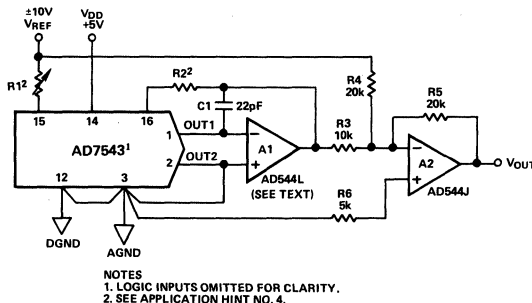 ±10V
VREF
VDD
+5V
R1²
R2²
C1
22pF
R4
20k
R5
20k
15
14
16
AD7543¹
1
OUT1
2
OUT2
12
3
−
+
A1
AD544L
(SEE TEXT)
R3
10k
−
+
A2
AD544J
VOUT
R6
5k
DGND
AGND
NOTES
1. LOGIC INPUTS OMITTED FOR CLARITY.
2. SEE APPLICATION HINT NO. 4.